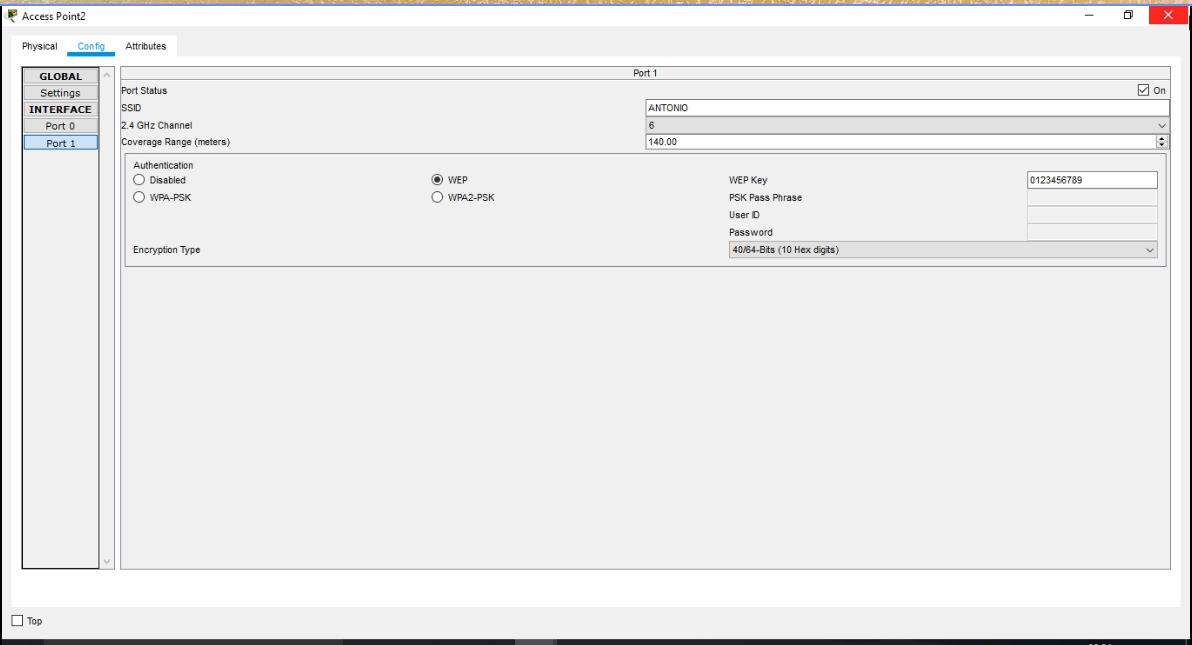 Access Point2
Physical Config Attributes
GLOBAL
Settings
INTERFACE
Port 0
Port 1
Port 1
Port Status On
SSID ANTONIO
2.4 GHz Channel 6
Coverage Range (meters) 140.00
Authentication
Disabled WEP WEP Key 0123456789
WPA-PSK WPA2-PSK PSK Pass Phrase
User ID
Password
Encryption Type 40/64-Bits (10 Hex digits)
Top